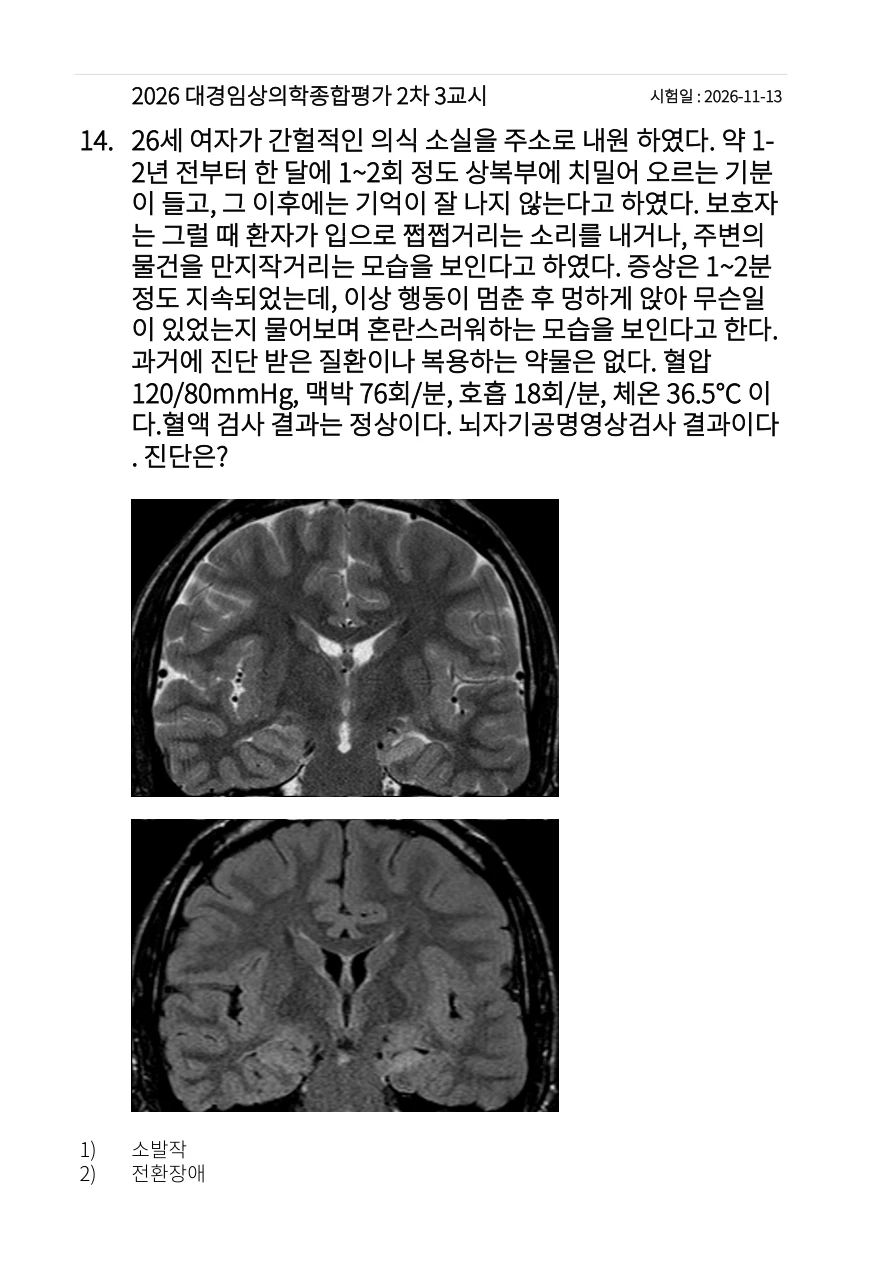 2026 대경임상의학종합평가 2차 3교시
시험일 : 2026-11-13
14. 26세 여자가 간헐적인 의식 소실을 주소로 내원 하였다. 약 1-
2년 전부터 한 달에 1~2회 정도 상복부에 치밀어 오르는 기분
이 들고, 그 이후에는 기억이 잘 나지 않는다고 하였다. 보호자
는 그럴 때 환자가 입으로 쩝쩝거리는 소리를 내거나, 주변의
물건을 만지작거리는 모습을 보인다고 하였다. 증상은 1~2분
정도 지속되었는데, 이상 행동이 멈춘 후 멍하게 앉아 무슨일
이 있었는지 물어보며 혼란스러워하는 모습을 보인다고 한다.
과거에 진단 받은 질환이나 복용하는 약물은 없다. 혈압
120/80mmHg, 맥박 76회/분, 호흡 18회/분, 체온 36.5°C 이
다.혈액 검사 결과는 정상이다. 뇌자기공명영상검사 결과이다
. 진단은?
1) 소발작
2) 전환장애